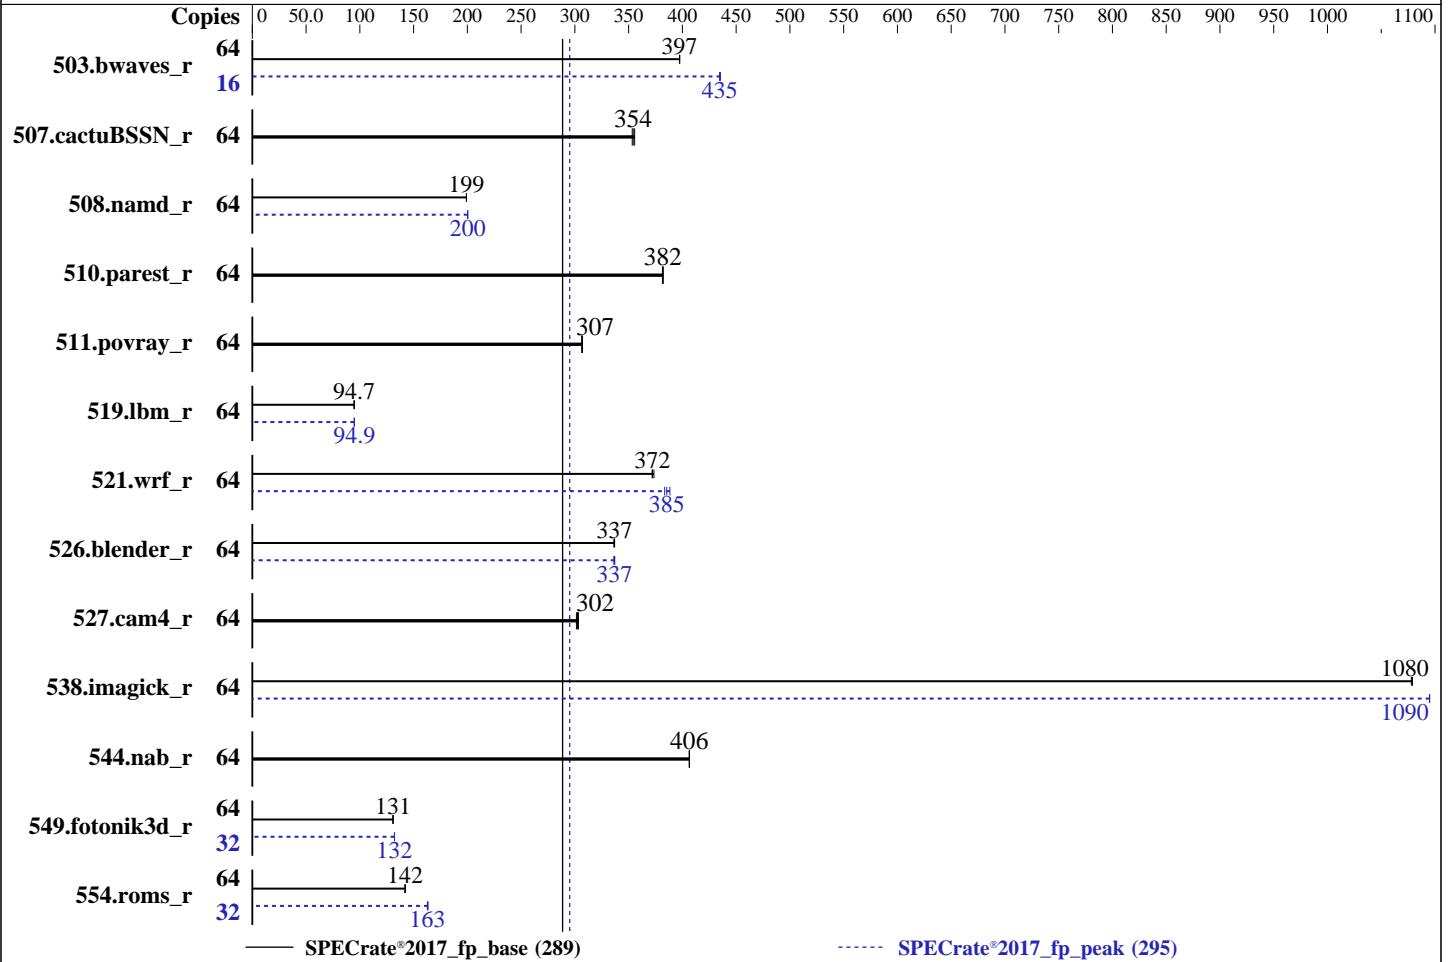 Copies 0 50.0 100 150 200 250 300 350 400 450 500 550 600 650 700 750 800 850 900 950 1000 1100
503.bwaves_r 64 397
16 435
507.cactuBSSN_r 64 354
508.namd_r 64 199
200
510.parest_r 64 382
511.povray_r 64 307
519.lbm_r 64 94.7
94.9
521.wrf_r 64 372
385
526.blender_r 64 337
337
527.cam4_r 64 302
538.imagick_r 64 1080
1090
544.nab_r 64 406
549.fotonik3d_r 64 131
32 132
554.roms_r 64 142
32 163
SPECrate®2017_fp_base (289) SPECrate®2017_fp_peak (295)